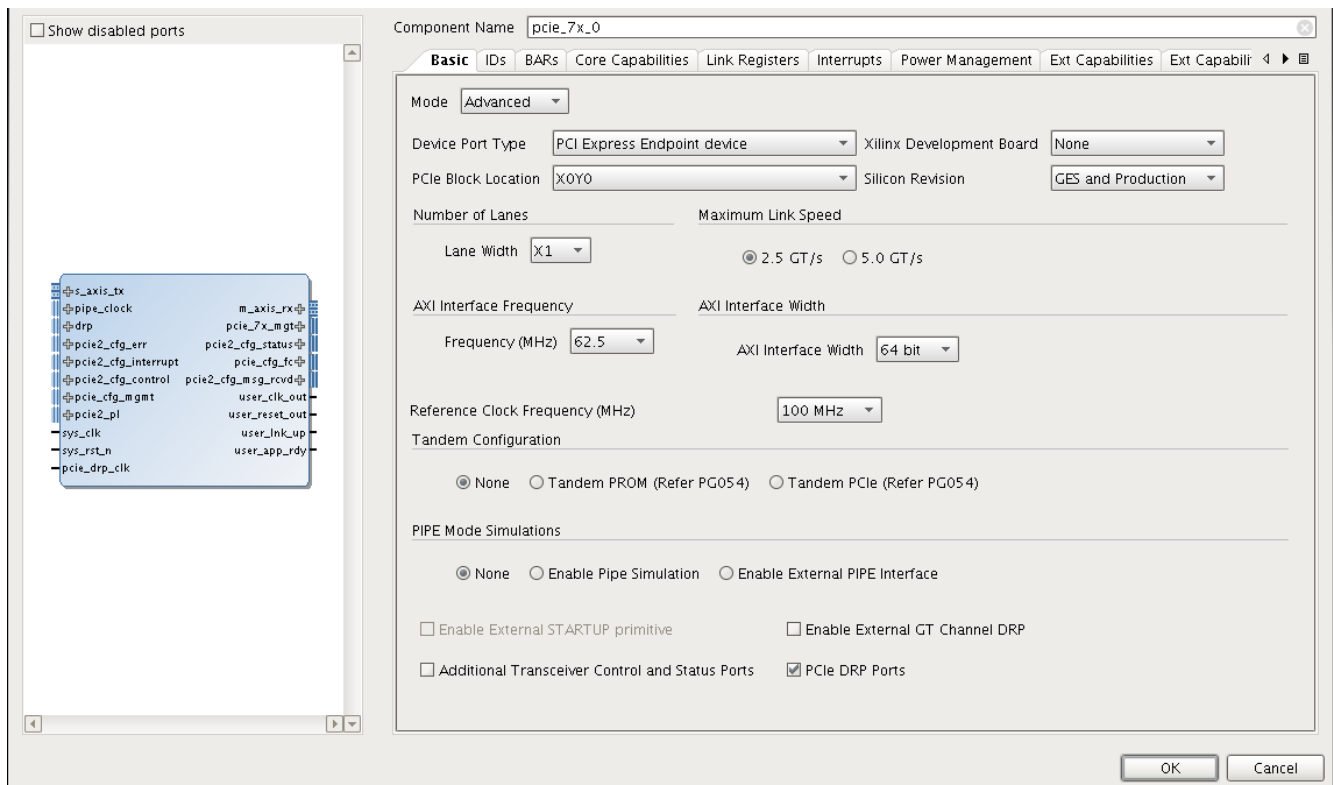 Show disabled ports
Component Name pcie_7x_0
Basic IDs BARs Core Capabilities Link Registers Interrupts Power Management Ext Capabilities Ext Capabili
Mode Advanced
Device Port Type PCI Express Endpoint device Xilinx Development Board None
PCIe Block Location X0Y0 Silicon Revision GES and Production
Number of Lanes Maximum Link Speed
Lane Width X1 2.5 GT/s 5.0 GT/s
AXI Interface Frequency AXI Interface Width
Frequency (MHz) 62.5 AXI Interface Width 64 bit
Reference Clock Frequency (MHz) 100 MHz
Tandem Configuration
None Tandem PROM (Refer PG054) Tandem PCIe (Refer PG054)
PIPE Mode Simulations
None Enable Pipe Simulation Enable External PIPE Interface
Enable External STARTUP primitive Enable External GT Channel DRP
Additional Transceiver Control and Status Ports PCIe DRP Ports
s_axis_tx
pipe_clock m_axis_rx
drp pcie_7x_mgt
pcie2_cfg_err pcie2_cfg_status
pcie2_cfg_interrupt pcie_cfg_fc
pcie2_cfg_control pcie2_cfg_msg_rcvd
pcie_cfg_mgmt user_clk_out
pcie2_pl user_reset_out
sys_clk user_lnk_up
sys_rst_n user_app_rdy
pcie_drp_clk
OK Cancel